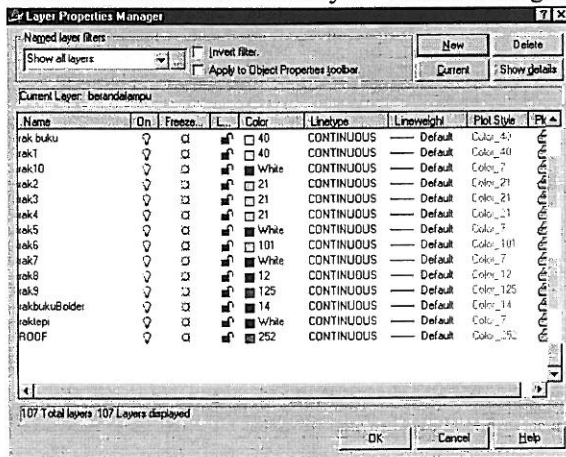 Layer Properties Manager
Named layer filters
Show all layers
Invert filter.
Apply to Object Properties toolbar.
New Delete
Current Show details
Current Layer: berandalampu
Name On Freeze... L... Color Linetype Lineweight Plot Style
rak buku 40 CONTINUOUS Default Color_40
rak1 40 CONTINUOUS Default Color_40
rak10 White CONTINUOUS Default Color_7
rak2 21 CONTINUOUS Default Color_21
rak3 21 CONTINUOUS Default Color_21
rak4 21 CONTINUOUS Default Color_21
rak5 White CONTINUOUS Default Color_7
rak6 101 CONTINUOUS Default Color_101
rak7 White CONTINUOUS Default Color_7
rak8 12 CONTINUOUS Default Color_12
rak9 125 CONTINUOUS Default Color_125
rakbukuBolder 14 CONTINUOUS Default Color_14
raktepi White CONTINUOUS Default Color_7
ROOF 252 CONTINUOUS Default Color_252
107 Total layers 107 Layers displayed
OK Cancel Help